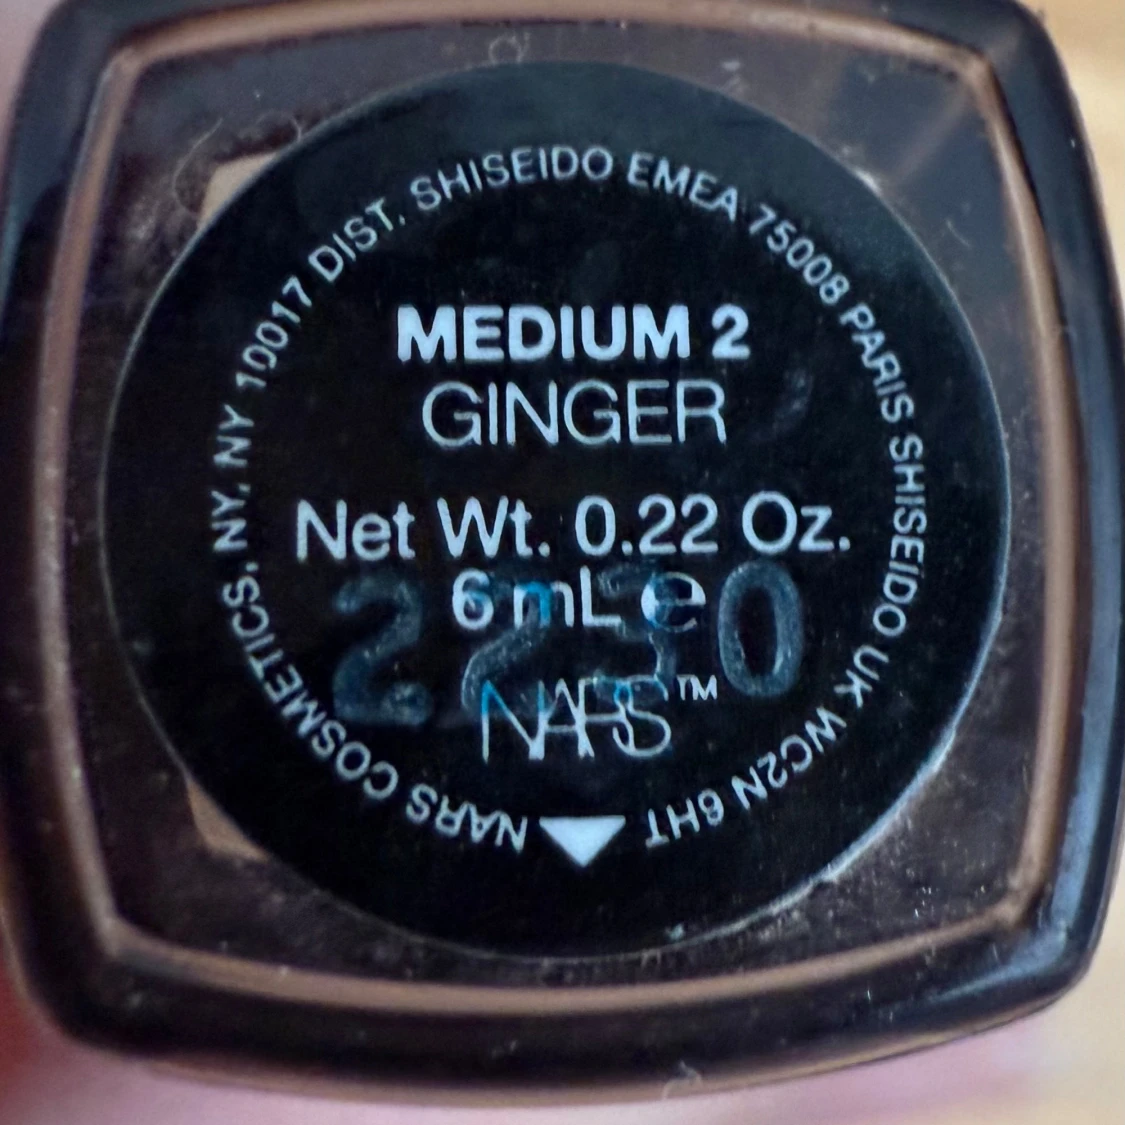 NARS COSMETICS, NY, NY 10017 DIST. SHISEIDO EMEA 75008 PARIS SHISEIDO UK WC2N 6HT
MEDIUM 2
GINGER
Net Wt. 0.22 Oz.
6 mL e
2230
NARS™